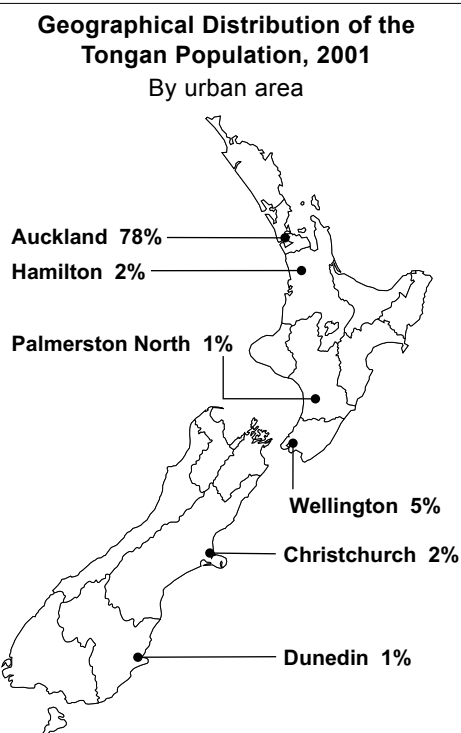 Geographical Distribution of the
Tongan Population, 2001
By urban area
Auckland 78%
Hamilton 2%
Palmerston North 1%
Wellington 5%
Christchurch 2%
Dunedin 1%